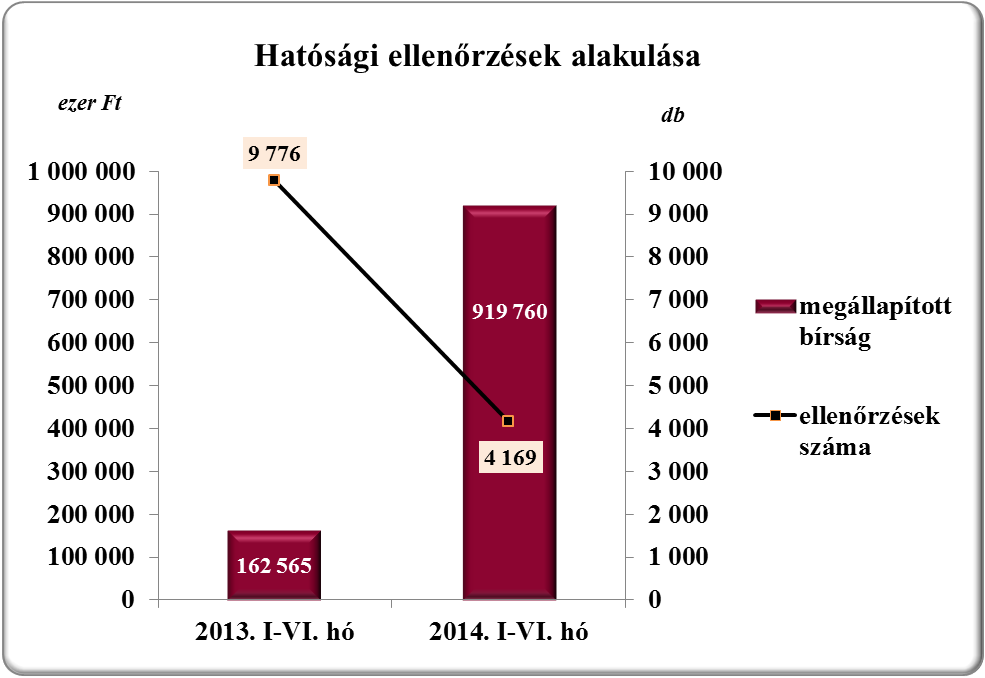 Hatósági ellenőrzések alakulása
ezer Ft
db
9 776
1 000 000
900 000
800 000
700 000
600 000
500 000
400 000
300 000
200 000
100 000
0
10 000
9 000
8 000
7 000
6 000
5 000
4 000
3 000
2 000
1 000
0
919 760
4 169
162 565
2013. I-VI. hó
2014. I-VI. hó
megállapított
bírság
ellenőrzések
száma